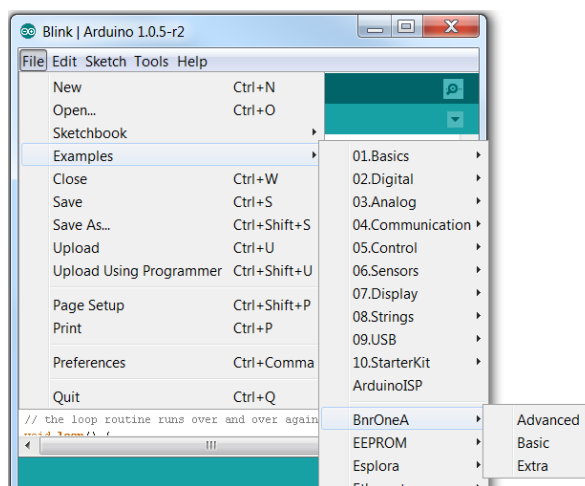 Blink | Arduino 1.0.5-r2
File Edit Sketch Tools Help
New Ctrl+N
Open... Ctrl+O
Sketchbook
Examples
Close Ctrl+W
Save Ctrl+S
Save As... Ctrl+Shift+S
Upload Ctrl+U
Upload Using Programmer Ctrl+Shift+U
Page Setup Ctrl+Shift+P
Print Ctrl+P
Preferences Ctrl+Comma
Quit Ctrl+Q
// the loop routine runs over and over again
void loop() {
01.Basics
02.Digital
03.Analog
04.Communication
05.Control
06.Sensors
07.Display
08.Strings
09.USB
10.StarterKit
ArduinoISP
BnrOneA
EEPROM
Esplora
Advanced
Basic
Extra